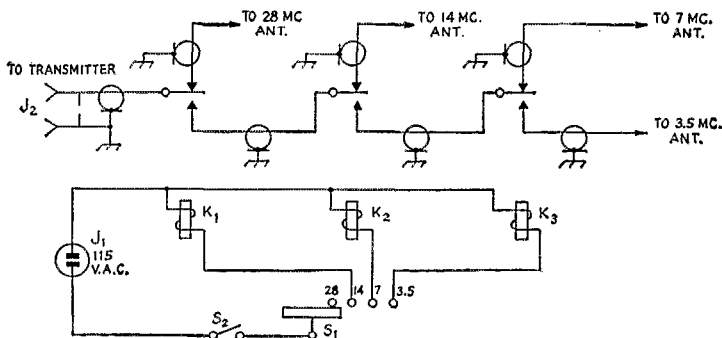 TO 28 MC
ANT.
TO 14 MC.
ANT.
TO 7 MC.
ANT.
TO TRANSMITTER
J2
TO 3.5 MC.
ANT.
K1
K2
K3
J1
115
V.A.C.
28
14
7
3.5
S2
S1